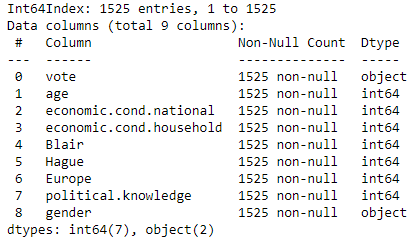 Int64Index: 1525 entries, 1 to 1525
Data columns (total 9 columns):
 #   Column                   Non-Null Count  Dtype
---  ------                   --------------  -----
 0   vote                     1525 non-null   object
 1   age                      1525 non-null   int64
 2   economic.cond.national   1525 non-null   int64
 3   economic.cond.household  1525 non-null   int64
 4   Blair                    1525 non-null   int64
 5   Hague                    1525 non-null   int64
 6   Europe                   1525 non-null   int64
 7   political.knowledge      1525 non-null   int64
 8   gender                   1525 non-null   object
dtypes: int64(7), object(2)